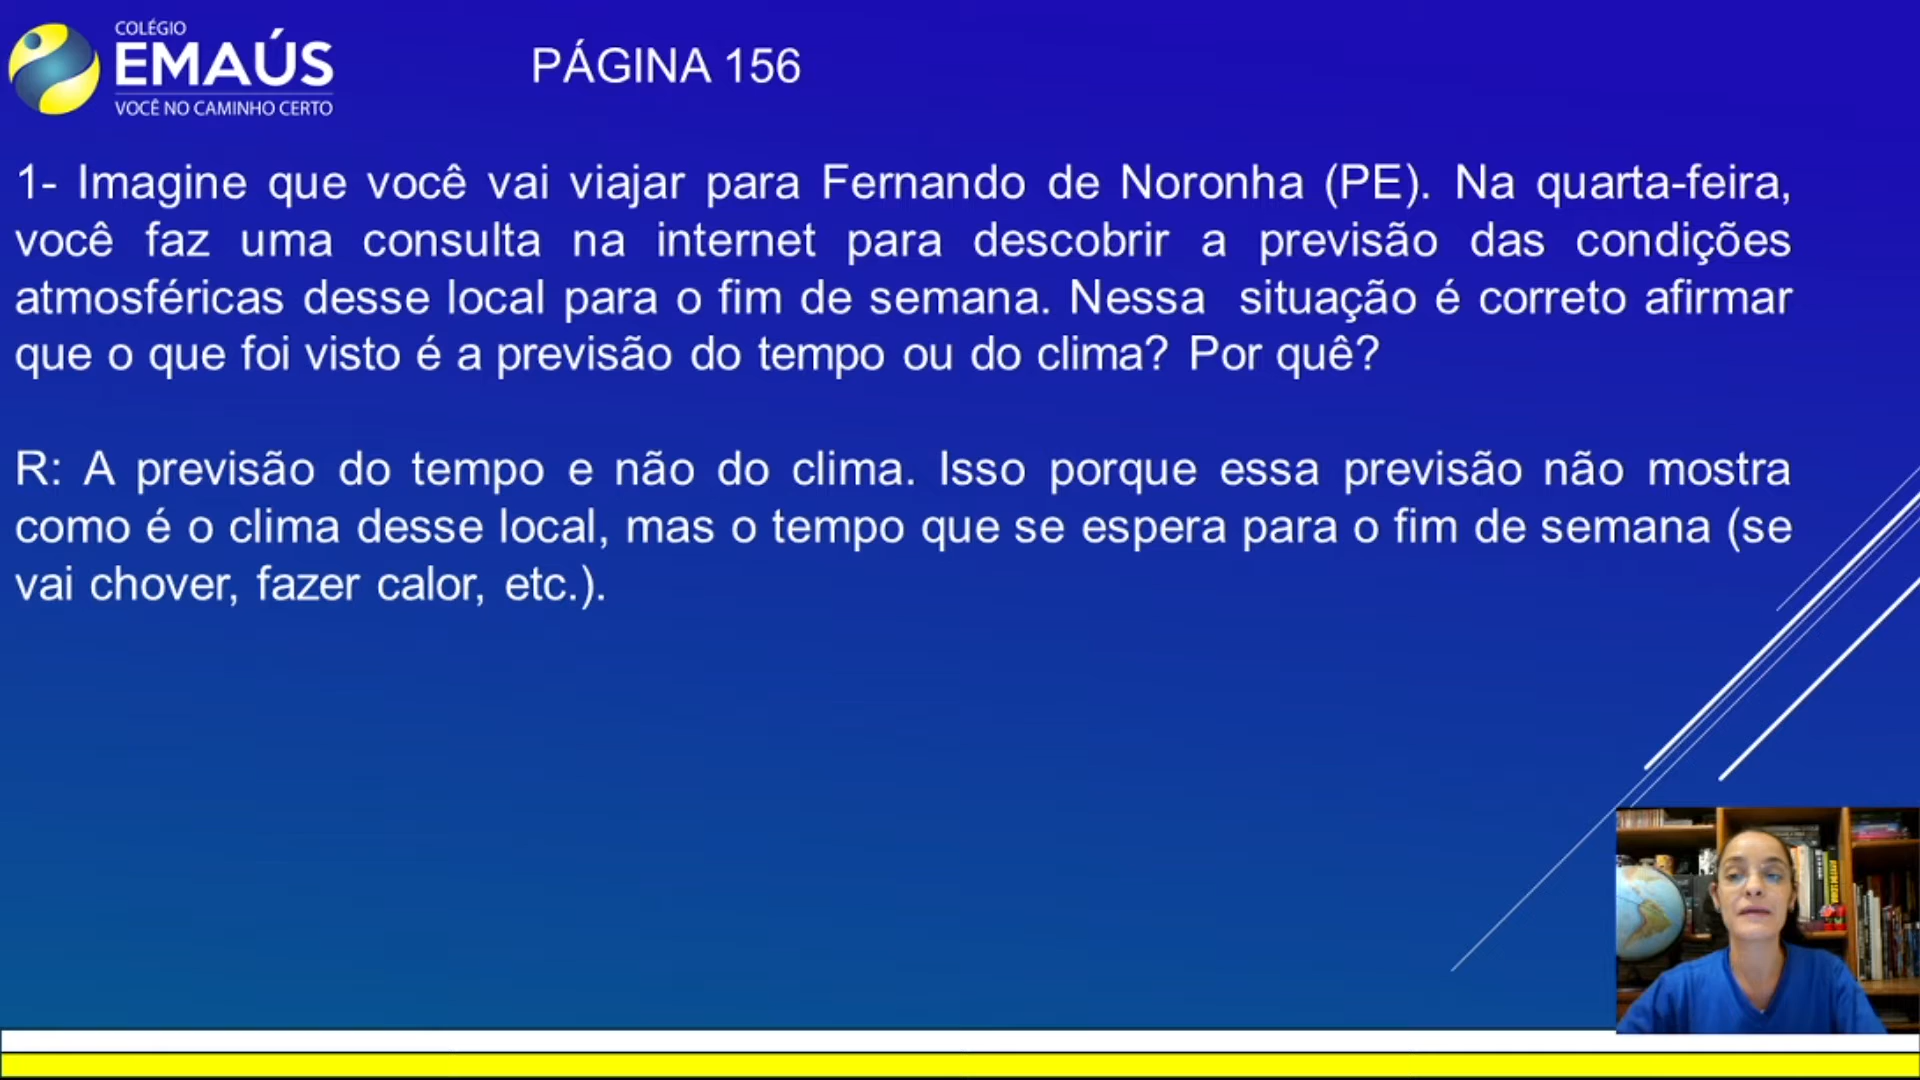 COLÉGIO
EMAÚS
VOCÊ NO CAMINHO CERTO
PÁGINA 156
1- Imagine que você vai viajar para Fernando de Noronha (PE). Na quarta-feira,
você faz uma consulta na internet para descobrir a previsão das condições
atmosféricas desse local para o fim de semana. Nessa situação é correto afirmar
que o que foi visto é a previsão do tempo ou do clima? Por quê?
R: A previsão do tempo e não do clima. Isso porque essa previsão não mostra
como é o clima desse local, mas o tempo que se espera para o fim de semana (se
vai chover, fazer calor, etc.).